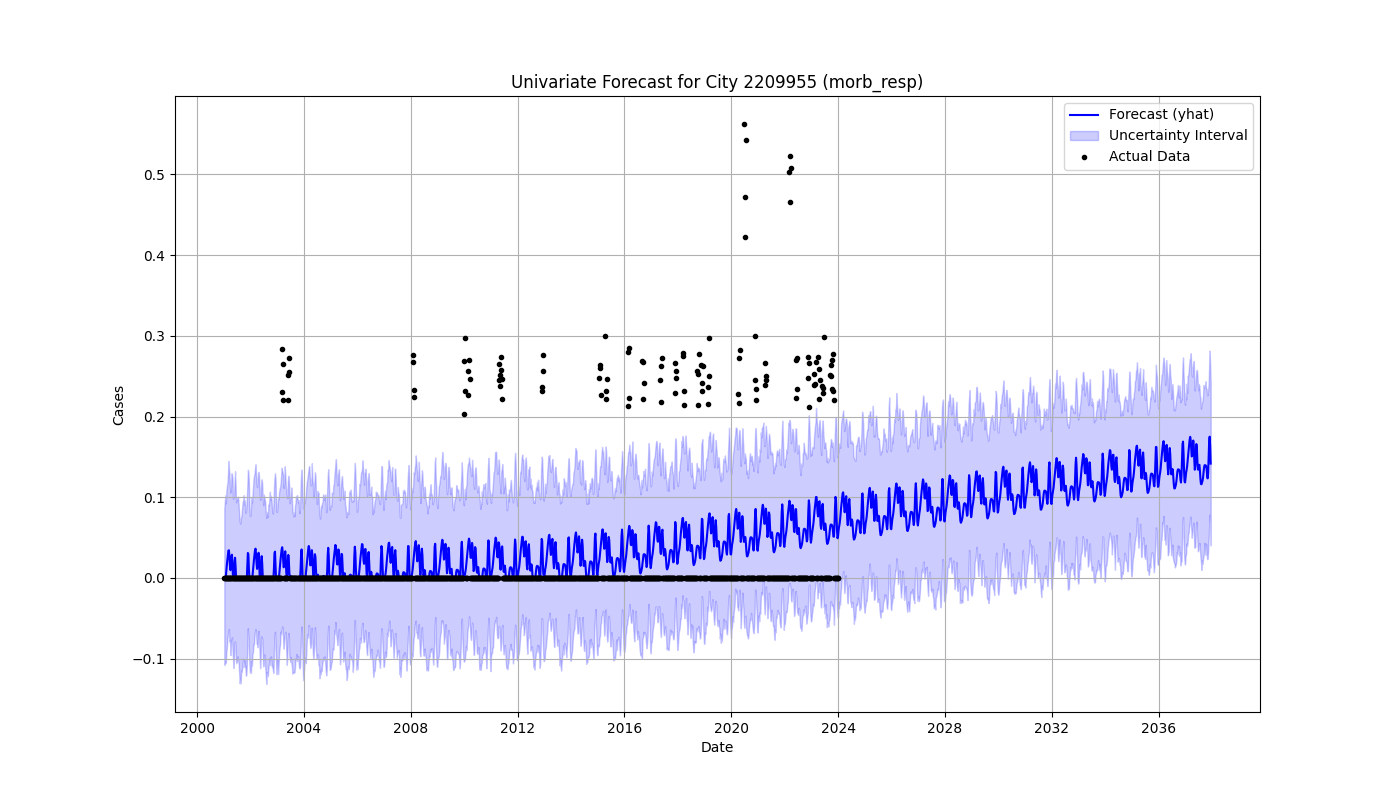 Univariate Forecast for City 2209955 (morb_resp)
Forecast (yhat)
Uncertainty Interval
Actual Data
Cases
0.5
0.4
0.3
0.2
0.1
0.0
−0.1
2000 2004 2008 2012 2016 2020 2024 2028 2032 2036
Date